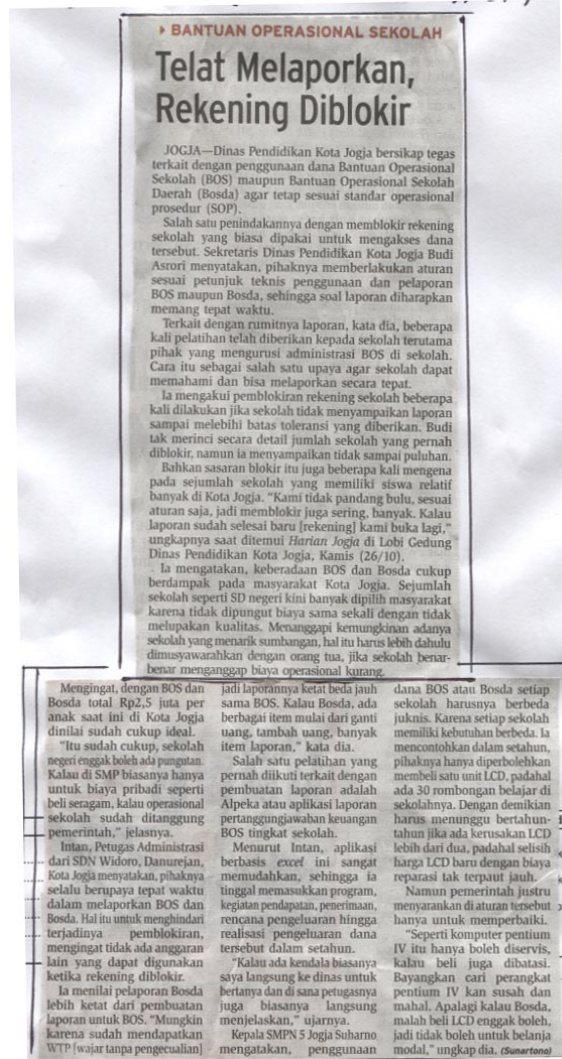 BANTUAN OPERASIONAL SEKOLAH
Telat Melaporkan,
Rekening Diblokir
JOGJA—Dinas Pendidikan Kota Jogja bersikap tegas
terkait dengan penggunaan dana Bantuan Operasional
Sekolah (BOS) maupun Bantuan Operasional Sekolah
Daerah (Bosda) agar tetap sesuai standar operasional
prosedur (SOP).
Salah satu penindakannya dengan memblokir rekening
sekolah yang biasa dipakai untuk mengakses dana
tersebut. Sekretaris Dinas Pendidikan Kota Jogja Budi
Asrori menyatakan, pihaknya memberlakukan aturan
sesuai petunjuk teknis penggunaan dan pelaporan
BOS maupun Bosda, sehingga soal laporan diharapkan
memang tepat waktu.
Terkait dengan rumitnya laporan, kata dia, beberapa
kali pelatihan telah diberikan kepada sekolah terutama
pihak yang mengurusi administrasi BOS di sekolah.
Cara itu sebagai salah satu upaya agar sekolah dapat
memahami dan bisa melaporkan secara tepat.
Ia mengakui pemblokiran rekening sekolah beberapa
kali dilakukan jika sekolah tidak menyampaikan laporan
sampai melebihi batas toleransi yang diberikan. Budi
tak merinci secara detail jumlah sekolah yang pernah
diblokir, namun ia menyampaikan tidak sampai puluhan.
Bahkan sasaran blokir itu juga beberapa kali mengena
pada sejumlah sekolah yang memiliki siswa relatif
banyak di Kota Jogja. "Kami tidak pandang bulu, sesuai
aturan saja, jadi memblokir juga sering, banyak. Kalau
laporan sudah selesai baru [rekening] kami buka lagi,"
ungkapnya saat ditemui Harian Jogja di Lobi Gedung
Dinas Pendidikan Kota Jogja, Kamis (26/10).
Ia mengatakan, keberadaan BOS dan Bosda cukup
berdampak pada masyarakat Kota Jogja. Sejumlah
sekolah seperti SD negeri kini banyak dipilih masyarakat
karena tidak dipungut biaya sama sekali dengan tidak
melupakan kualitas. Menanggapi kemungkinan adanya
sekolah yang menarik sumbangan, hal itu harus lebih dahulu
dimusyawarahkan dengan orang tua, jika sekolah benar-
benar menganggap biaya operasional kurang.
Mengingat, dengan BOS dan
Bosda total Rp2,5 juta per
anak saat ini di Kota Jogja
dinilai sudah cukup ideal.
"Itu sudah cukup, sekolah
negeri enggak boleh ada pungutan.
Kalau di SMP biasanya hanya
untuk biaya pribadi seperti
beli seragam, kalau operasional
sekolah sudah ditanggung
pemerintah," jelasnya.
Intan, Petugas Administrasi
dari SDN Widoro, Danurejan,
Kota Jogja menyatakan, pihaknya
selalu berupaya tepat waktu
dalam melaporkan BOS dan
Bosda. Hal itu untuk menghindari
terjadinya pemblokiran,
mengingat tidak ada anggaran
lain yang dapat digunakan
ketika rekening diblokir.
Ia menilai pelaporan Bosda
lebih ketat dari pembuatan
laporan untuk BOS. "Mungkin
karena sudah mendapatkan
WTP [wajar tanpa pengecualian]
jadi laporannya ketat beda jauh
sama BOS. Kalau Bosda, ada
berbagai item mulai dari ganti
uang, tambah uang, banyak
item laporan," kata dia.
Salah satu pelatihan yang
pernah diikuti terkait dengan
pembuatan laporan adalah
Alpeka atau aplikasi laporan
pertanggungjawaban keuangan
BOS tingkat sekolah.
Menurut Intan, aplikasi
berbasis excel ini sangat
memudahkan, sehingga ia
tinggal memasukkan program,
kegiatan pendapatan, penerimaan,
rencana pengeluaran hingga
realisasi pengeluaran dana
tersebut dalam setahun.
"Kalau ada kendala biasanya
saya langsung ke dinas untuk
bertanya dan di sana petugasnya
juga biasanya langsung
menjelaskan," ujarnya.
Kepala SMPN 5 Jogja Suharno
mengatakan, penggunaan
dana BOS atau Bosda setiap
sekolah harusnya berbeda
juknis. Karena setiap sekolah
memiliki kebutuhan berbeda. Ia
mencontohkan dalam setahun,
pihaknya hanya diperbolehkan
membeli satu unit LCD, padahal
ada 30 rombongan belajar di
sekolahnya. Dengan demikian
harus menunggu bertahun-
tahun jika ada kerusakan LCD
lebih dari dua, padahal selisih
harga LCD baru dengan biaya
reparasi tak terpaut jauh.
Namun pemerintah justru
menyarankan di aturan tersebut
hanya untuk memperbaiki.
"Seperti komputer pentium
IV itu hanya boleh diservis,
kalau beli juga dibatasi.
Bayangkan cari perangkat
pentium IV kan susah dan
mahal. Apalagi kalau Bosda,
malah beli LCD enggak boleh,
jadi tidak boleh untuk belanja
modal," ungkap dia. (Sunartono)